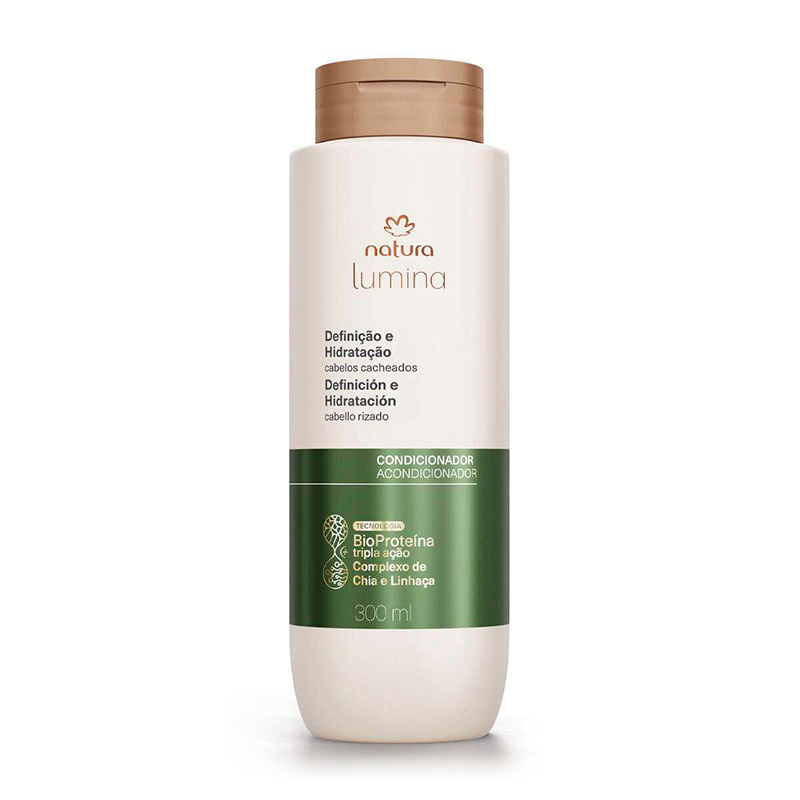 natura
lumina
Definição e
Hidratação
cabelos cacheados
Definición e
Hidratación
cabello rizado
CONDICIONADOR
ACONDICIONADOR
TECNOLOGIA
BioProteína
tripla ação
+
Complexo de
Chia e Linhaça
300 ml